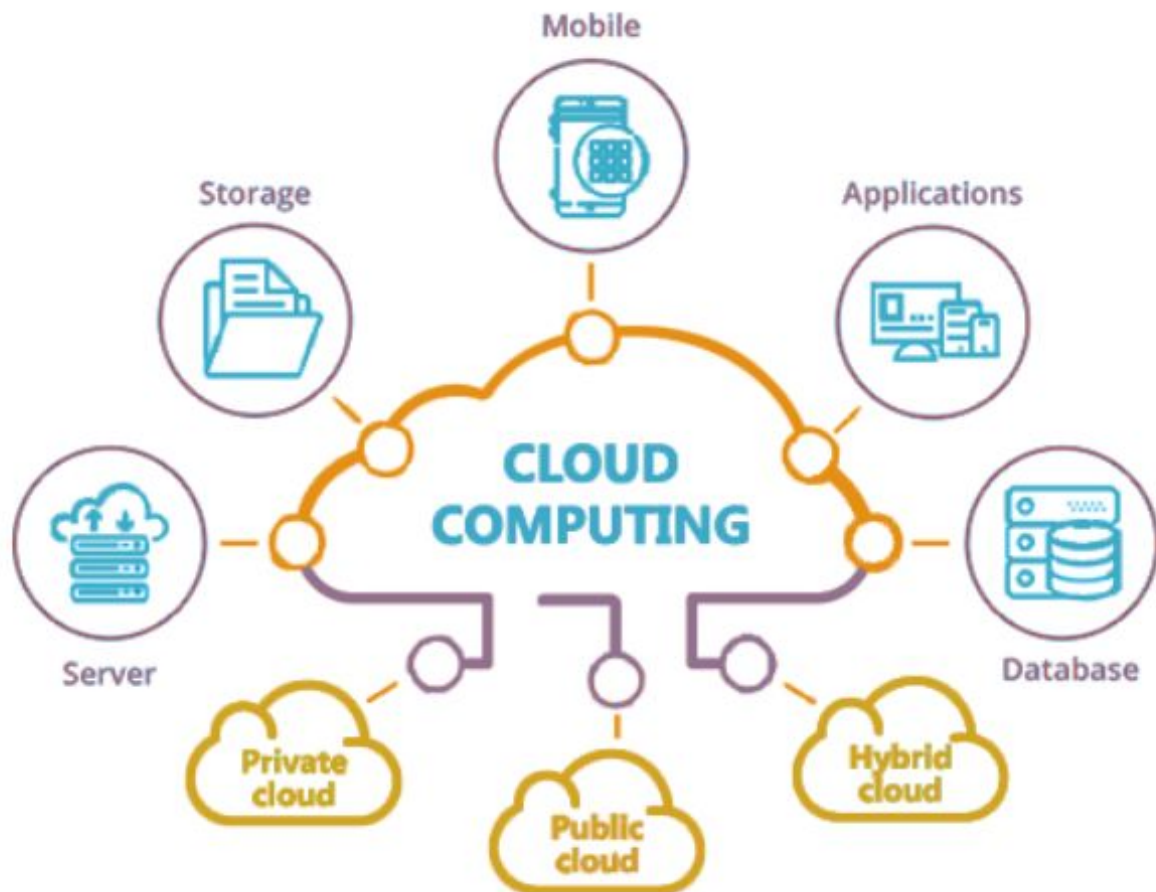 Mobile
Storage
Applications
CLOUD
COMPUTING
Server
Database
Private
cloud
Public
cloud
Hybrid
cloud